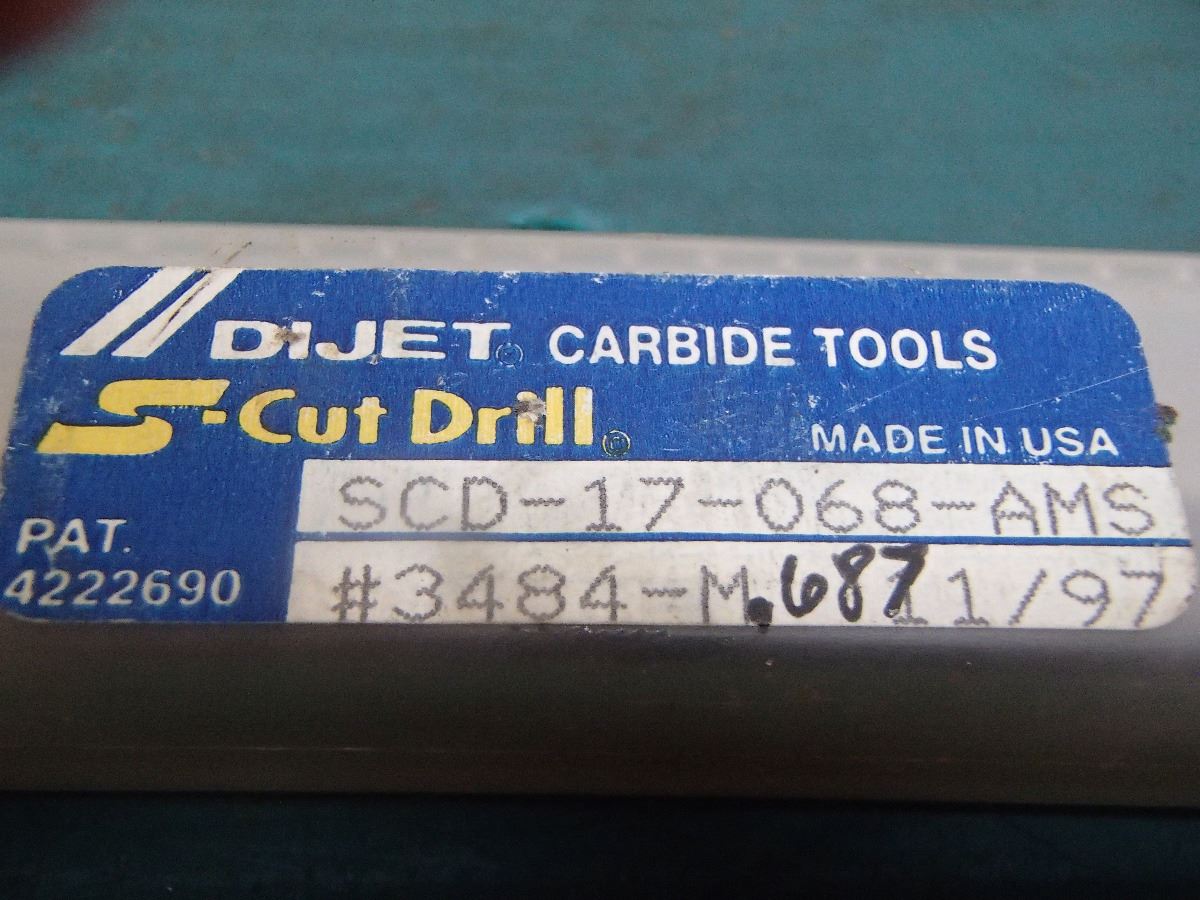 DIJET® CARBIDE TOOLS
S-Cut Drill®
MADE IN USA
SCD-17-068-AMS
PAT.
4222690
#3484-M .687 11/97